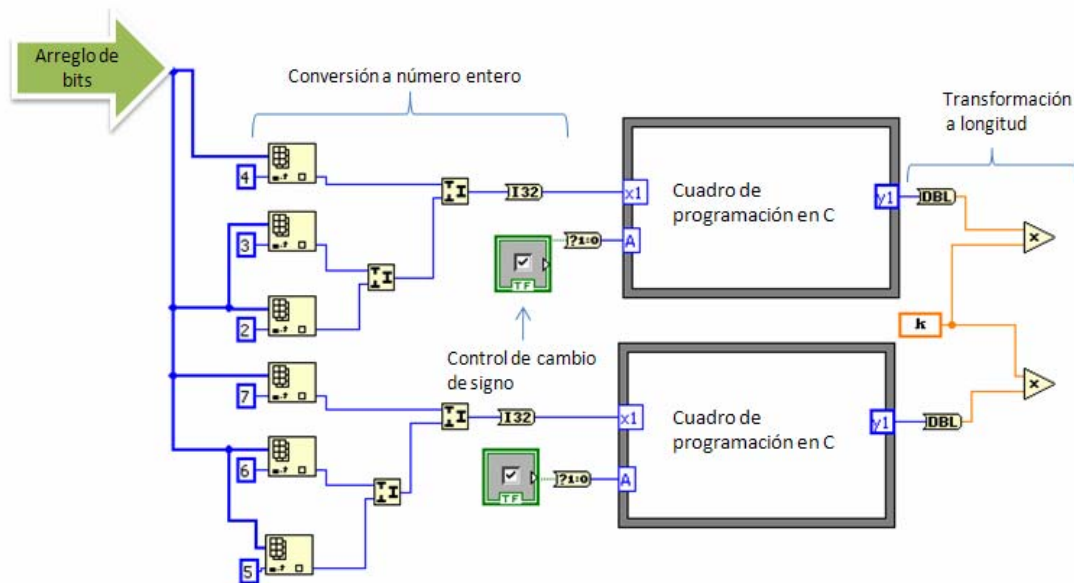 Arreglo de
bits
Conversión a número entero
Transformación
a longitud
4
I32
x1
Cuadro de
programación en C
y1
DBL
3
?1:0
A
TF
2
k
Control de cambio
de signo
7
I32
x1
Cuadro de
programación en C
y1
DBL
6
?1:0
A
TF
5